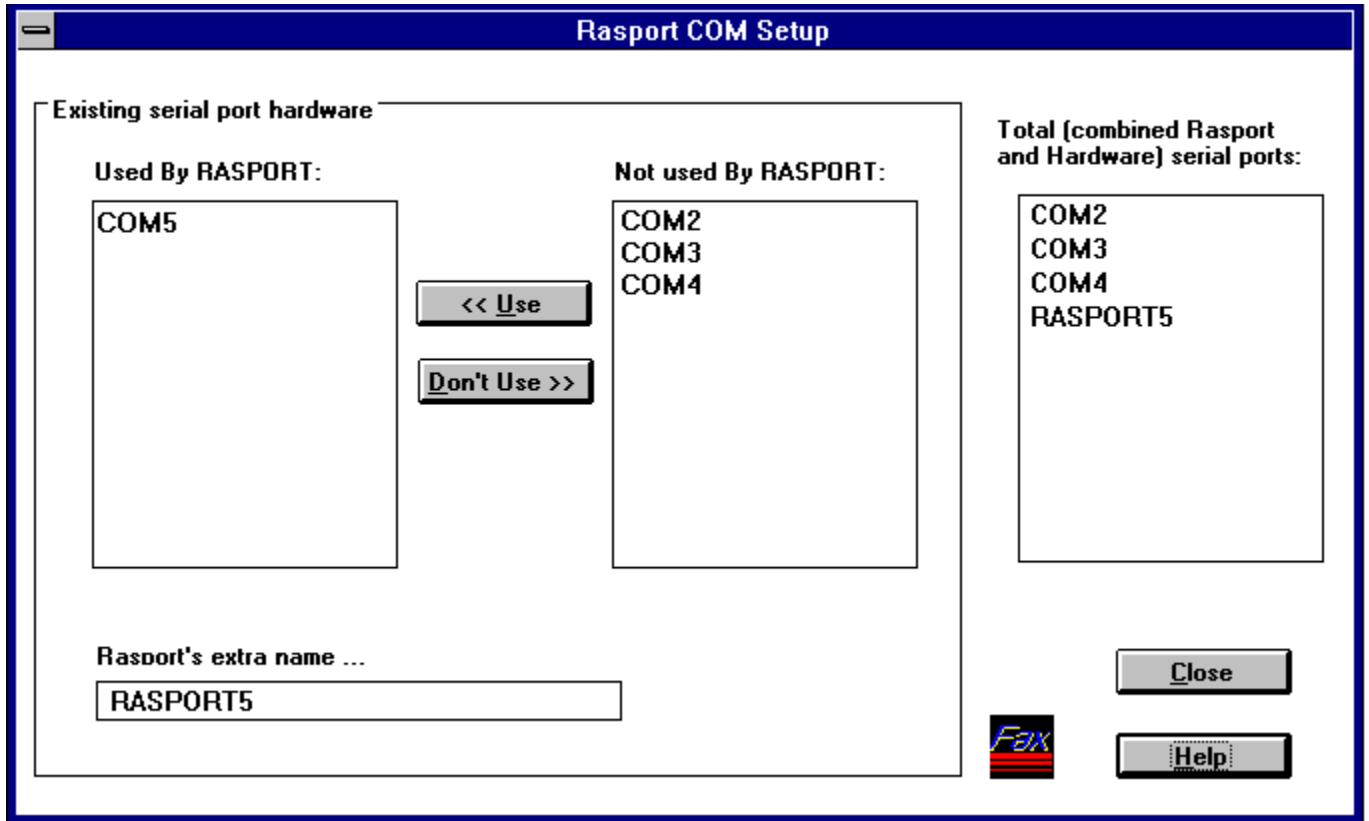 Rasport COM Setup
Existing serial port hardware
Used By RASPORT:
COM5
<< Use
Don't Use >>
Not used By RASPORT:
COM2
COM3
COM4
Rasport's extra name ...
RASPORT5
Total (combined Rasport
and Hardware) serial ports:
COM2
COM3
COM4
RASPORT5
Close
Fax
Help